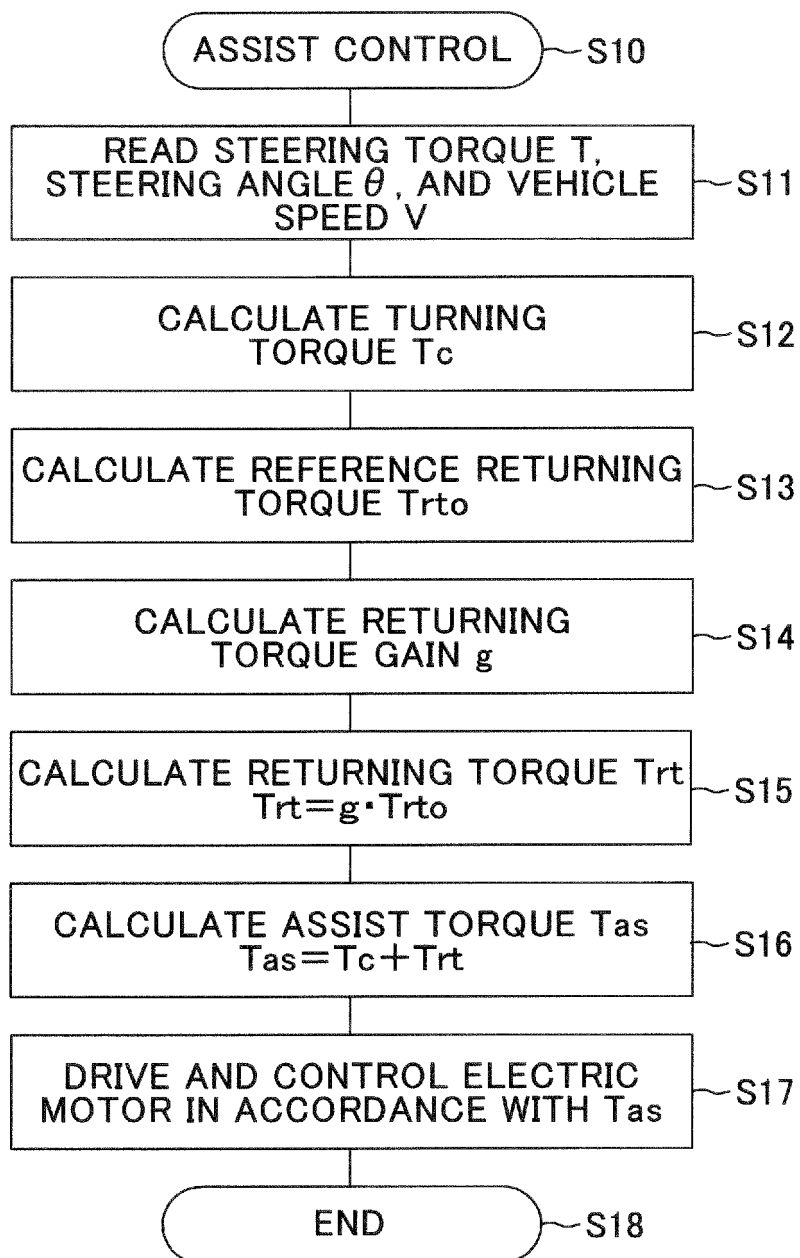 ASSIST CONTROL
S10
READ STEERING TORQUE T,
STEERING ANGLE θ, AND VEHICLE
SPEED V
S11
CALCULATE TURNING
TORQUE Tc
S12
CALCULATE REFERENCE RETURNING
TORQUE Trto
S13
CALCULATE RETURNING
TORQUE GAIN g
S14
CALCULATE RETURNING TORQUE Trt
Trt=g·Trto
S15
CALCULATE ASSIST TORQUE Tas
Tas=Tc+Trt
S16
DRIVE AND CONTROL ELECTRIC
MOTOR IN ACCORDANCE WITH Tas
S17
END
S18